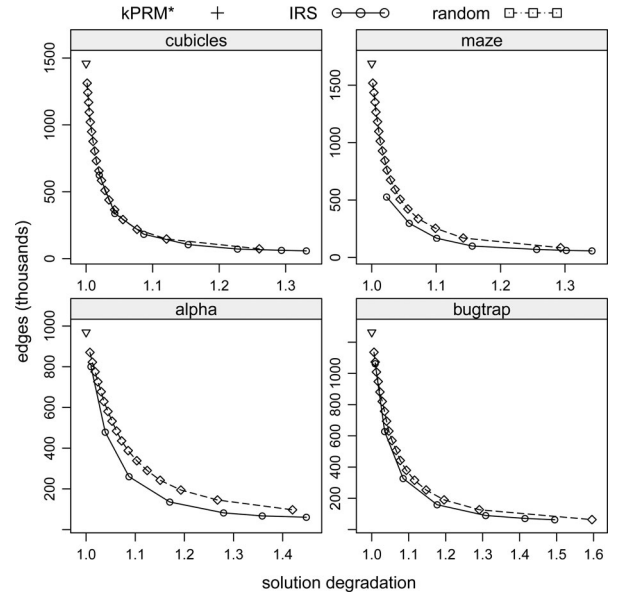 kPRM* IRS random
cubicles
maze
edges (thousands)
0 500 1000 1500
1.0 1.1 1.2 1.3
0 500 1000 1500
1.0 1.1 1.2 1.3
alpha
bugtrap
200 400 600 800 1000
1.0 1.1 1.2 1.3 1.4
200 400 600 800 1000
1.0 1.1 1.2 1.3 1.4 1.5 1.6
solution degradation